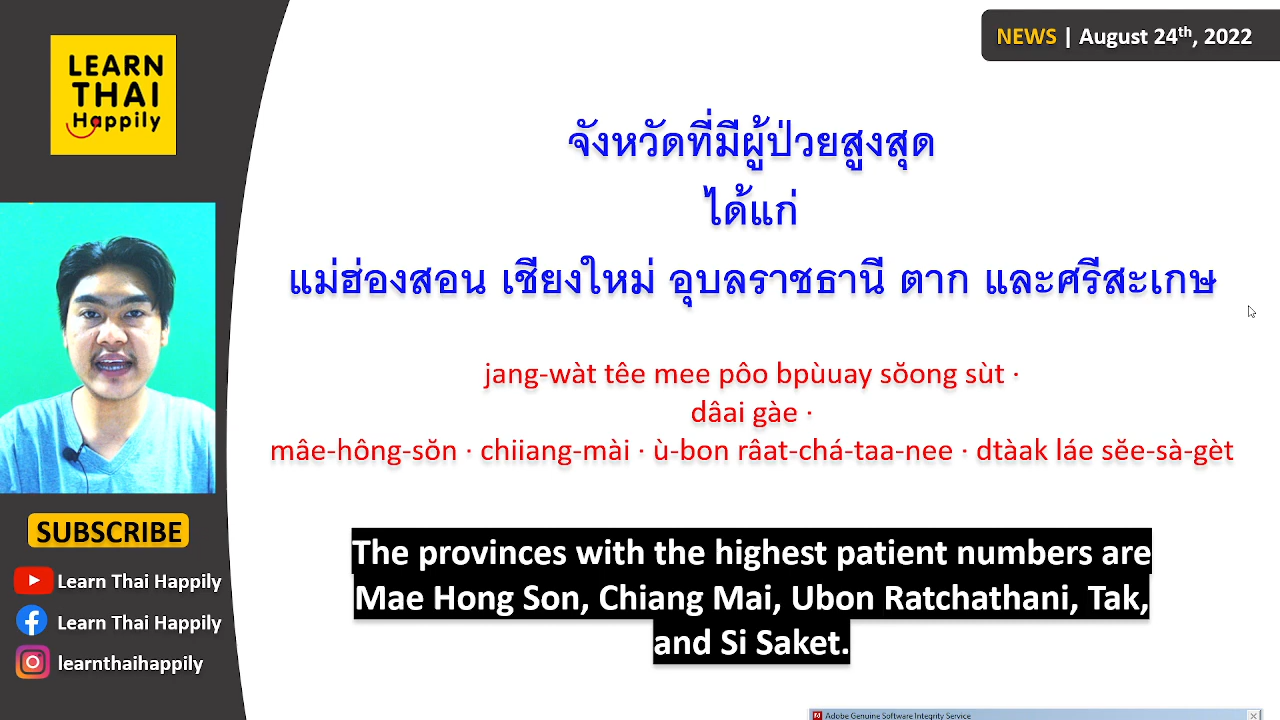 LEARN
THAI
Happily
NEWS | August 24th, 2022
จังหวัดที่มีผู้ป่วยสูงสุด
ได้แก่
แม่ฮ่องสอน เชียงใหม่ อุบลราชธานี ตาก และศรีสะเกษ
jang-wàt têe mee pôo bpùuay sŏong sùt ·
dâai gàe ·
mâe-hông-sŏn · chiiang-mài · ù-bon râat-chá-taa-nee · dtàak láe sĕe-sà-gèt
The provinces with the highest patient numbers are
Mae Hong Son, Chiang Mai, Ubon Ratchathani, Tak,
and Si Saket.
SUBSCRIBE
Learn Thai Happily
Learn Thai Happily
learnthaihappily
Adobe Genuine Software Integrity Service